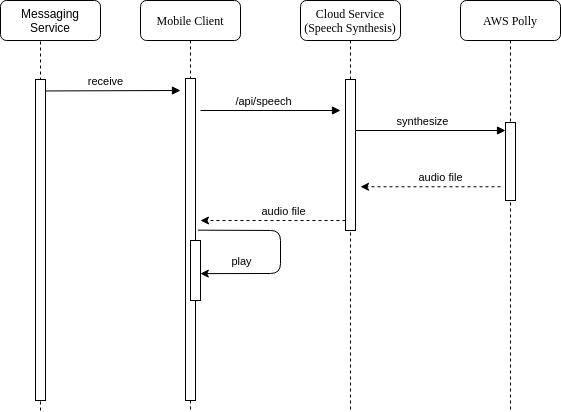 Messaging
Service
Mobile Client
Cloud Service
(Speech Synthesis)
AWS Polly
receive
/api/speech
synthesize
audio file
audio file
play